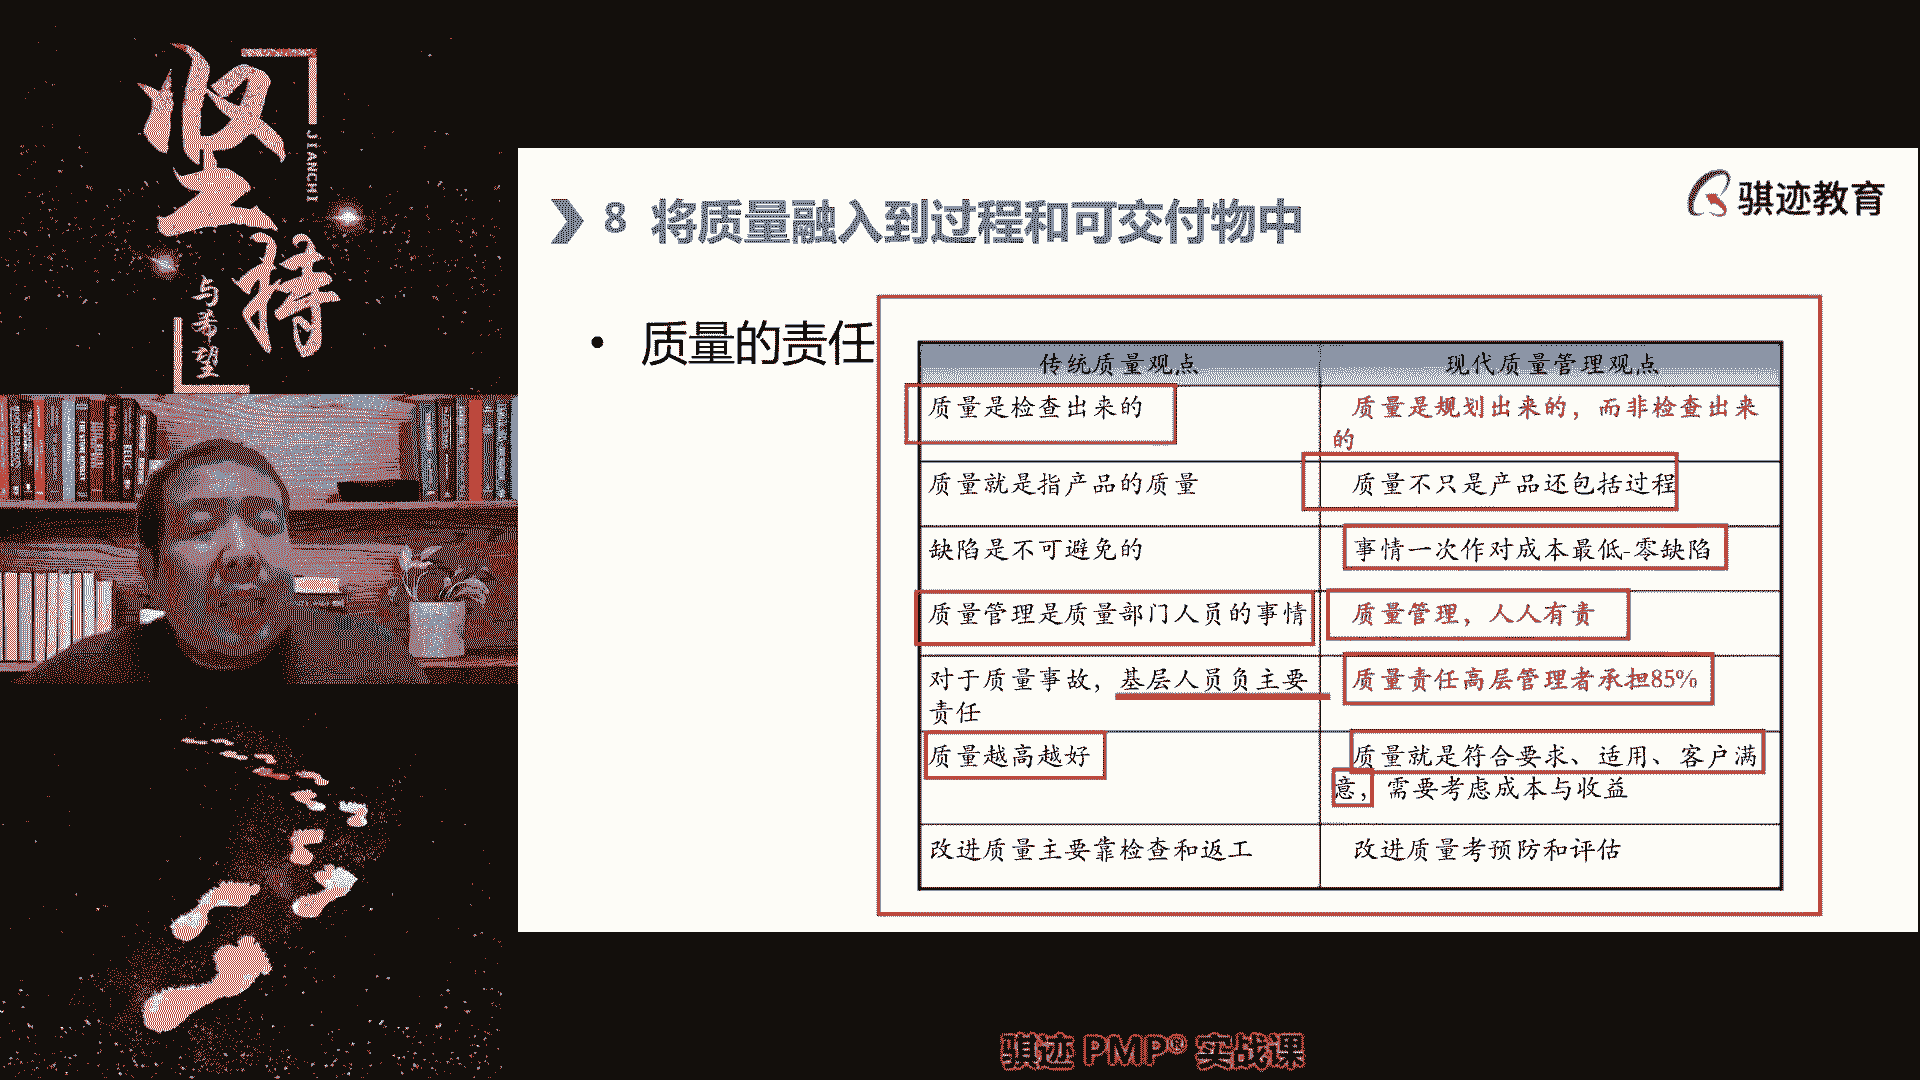 坚持
JIANCHI
与希望
8 将质量融入到过程和可交付物中
骐迹教育
• 质量的责任
传统质量观点
现代质量管理观点
质量是检查出来的
质量是规划出来的，而非检查出来
的
质量就是指产品的质量
质量不只是产品还包括过程
缺陷是不可避免的
事情一次作对成本最低-零缺陷
质量管理是质量部门人员的事情
质量管理，人人有责
对于质量事故，基层人员负主要
责任
质量责任高层管理者承担85%
质量越高越好
质量就是符合要求、适用、客户满
意，需要考虑成本与收益
改进质量主要靠检查和返工
改进质量考预防和评估
骐迹 PMP® 实战课